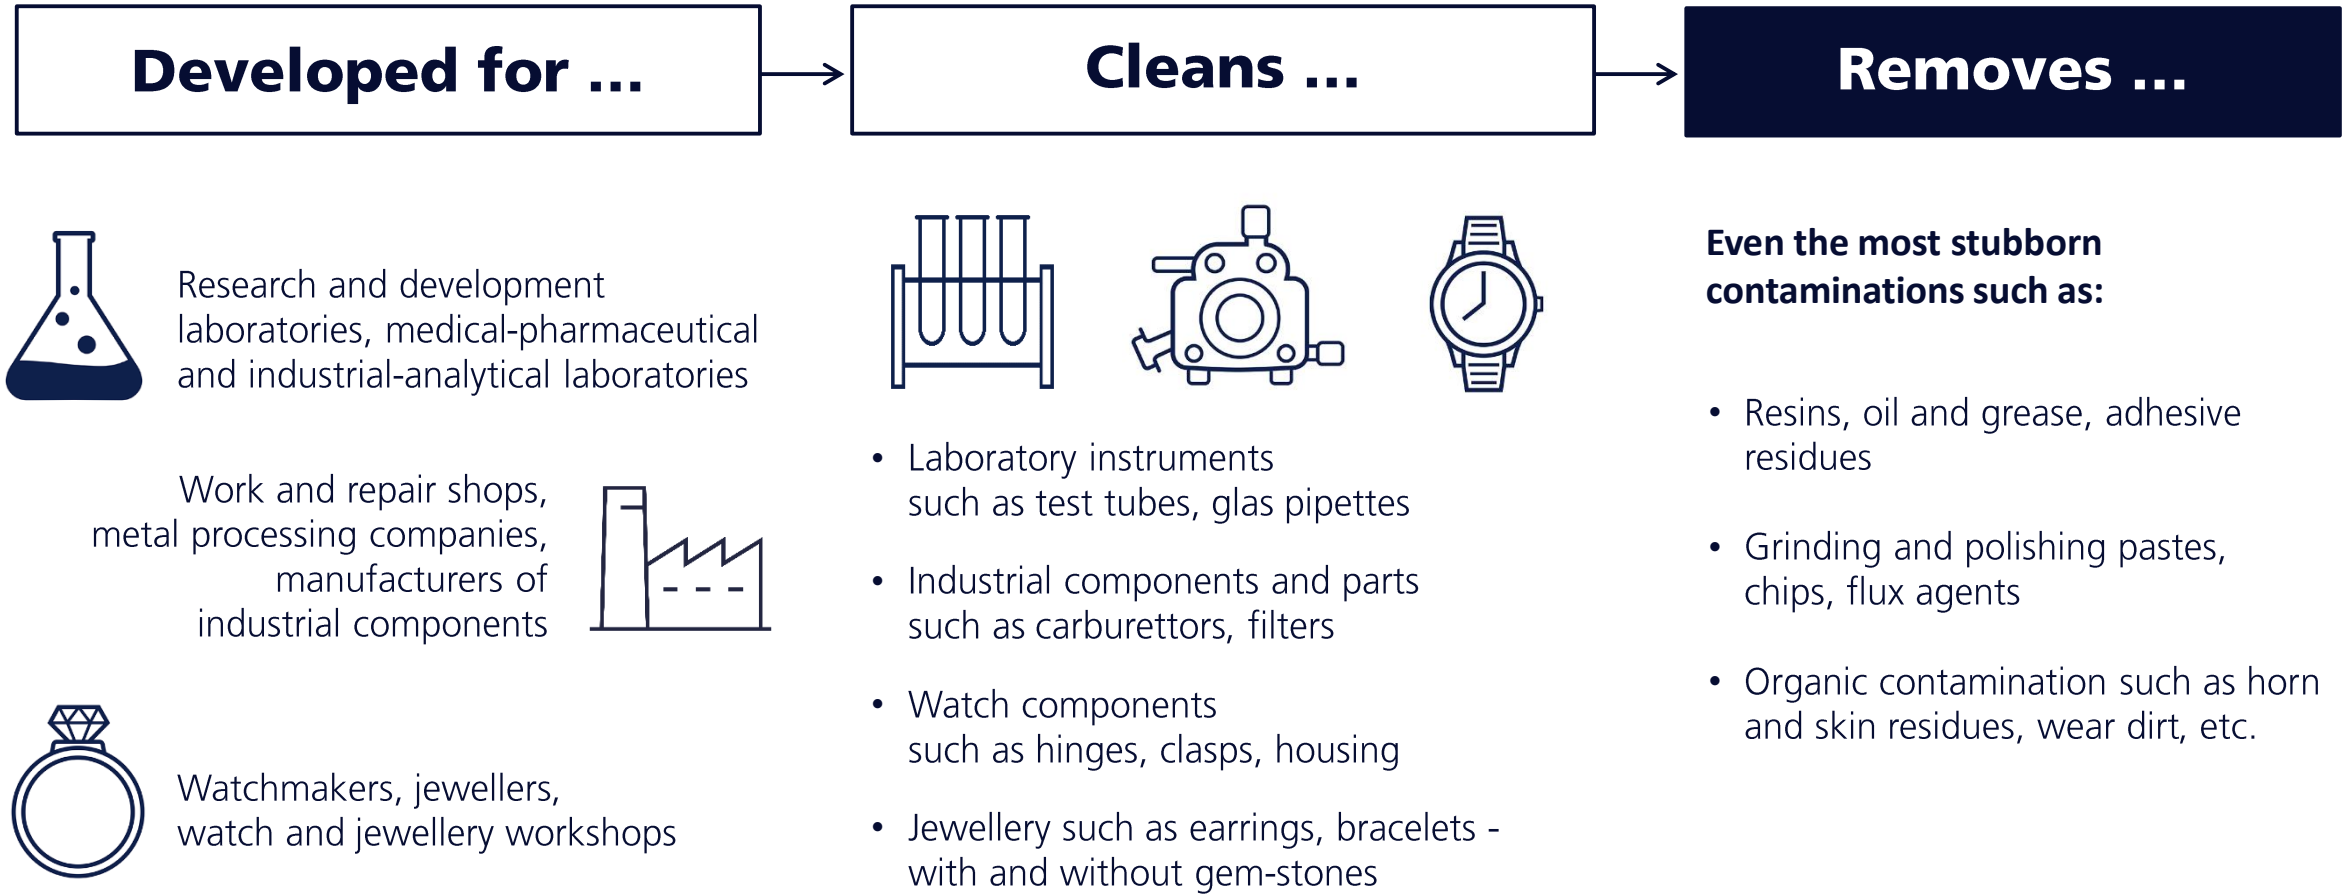 Developed for ...
Research and development
laboratories, medical-pharmaceutical
and industrial-analytical laboratories
Work and repair shops,
metal processing companies,
manufacturers of
industrial components
Watchmakers, jewellers,
watch and jewellery workshops
Cleans ...
• Laboratory instruments
such as test tubes, glas pipettes
• Industrial components and parts
such as carburettors, filters
• Watch components
such as hinges, clasps, housing
• Jewellery such as earrings, bracelets -
with and without gem-stones
Removes ...
Even the most stubborn
contaminations such as:
• Resins, oil and grease, adhesive
residues
• Grinding and polishing pastes,
chips, flux agents
• Organic contamination such as horn
and skin residues, wear dirt, etc.